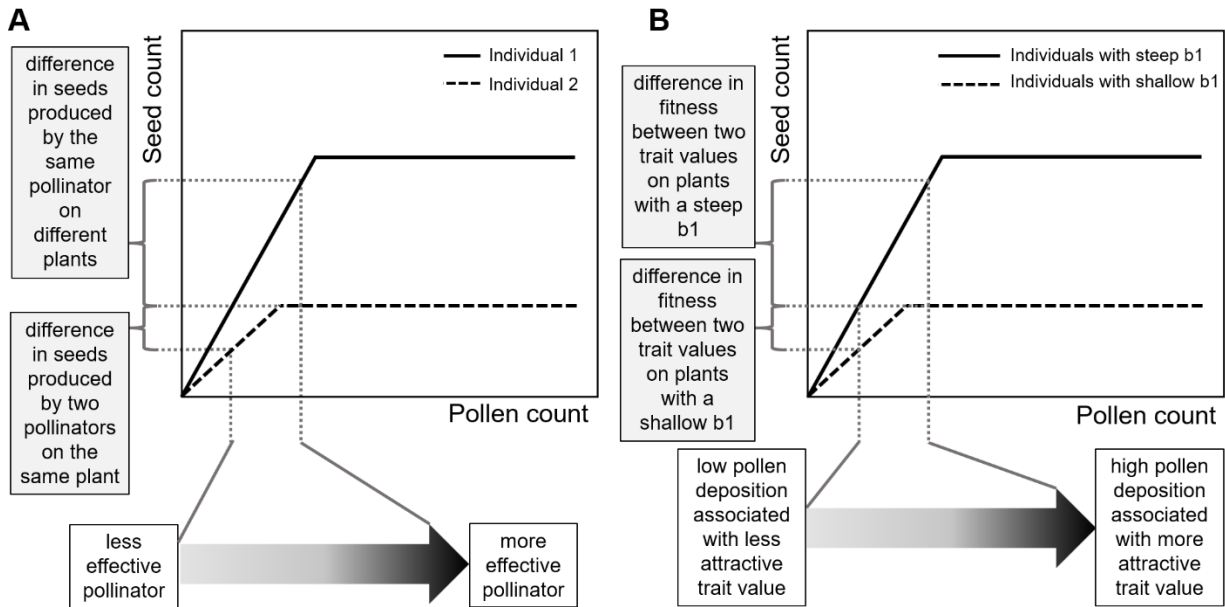 A
Seed count
Individual 1
Individual 2
difference
in seeds
produced
by the
same
pollinator
on
different
plants
difference
in seeds
produced
by two
pollinators
on the
same plant
Pollen count
less
effective
pollinator
more
effective
pollinator
B
Seed count
Individuals with steep b1
Individuals with shallow b1
difference in
fitness
between two
trait values
on plants
with a steep
b1
difference in
fitness
between two
trait values
on plants
with a
shallow b1
Pollen count
low pollen
deposition
associated
with less
attractive
trait value
high pollen
deposition
associated
with more
attractive
trait value